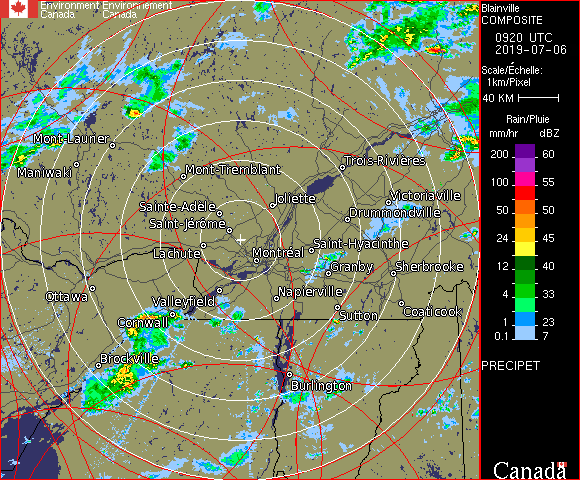 Environment Environnement
Canada Canada
Blainville
COMPOSITE
0920 UTC
2019-07-06
Scale/Échelle:
1km/Pixel
40 KM
Rain/Pluie
mm/hr dBZ
200 60
100 55
50 50
24 45
12 40
4 33
1 23
0.1 7
PRECIPET
Canada
Mont-Laurier
Maniwaki
Mont-Tremblant
Trois-Rivières
Sainte-Adèle
Joliette
Victoriaville
Saint-Jérôme
Drummondville
Lachute
Montréal
Saint-Hyacinthe
Granby
Sherbrooke
Ottawa
Valleyfield
Napierville
Sutton
Coaticook
Cornwall
Brockville
Burlington